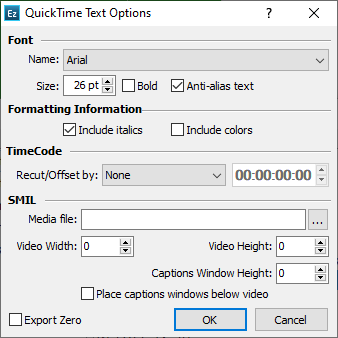 Ez QuickTime Text Options
Font
Name: Arial
Size: 26 pt Bold Anti-alias text
Formatting Information
Include italics Include colors
TimeCode
Recut/Offset by: None 00:00:00:00
SMIL
Media file: ...
Video Width: 0 Video Height: 0
Captions Window Height: 0
Place captions windows below video
Export Zero OK Cancel